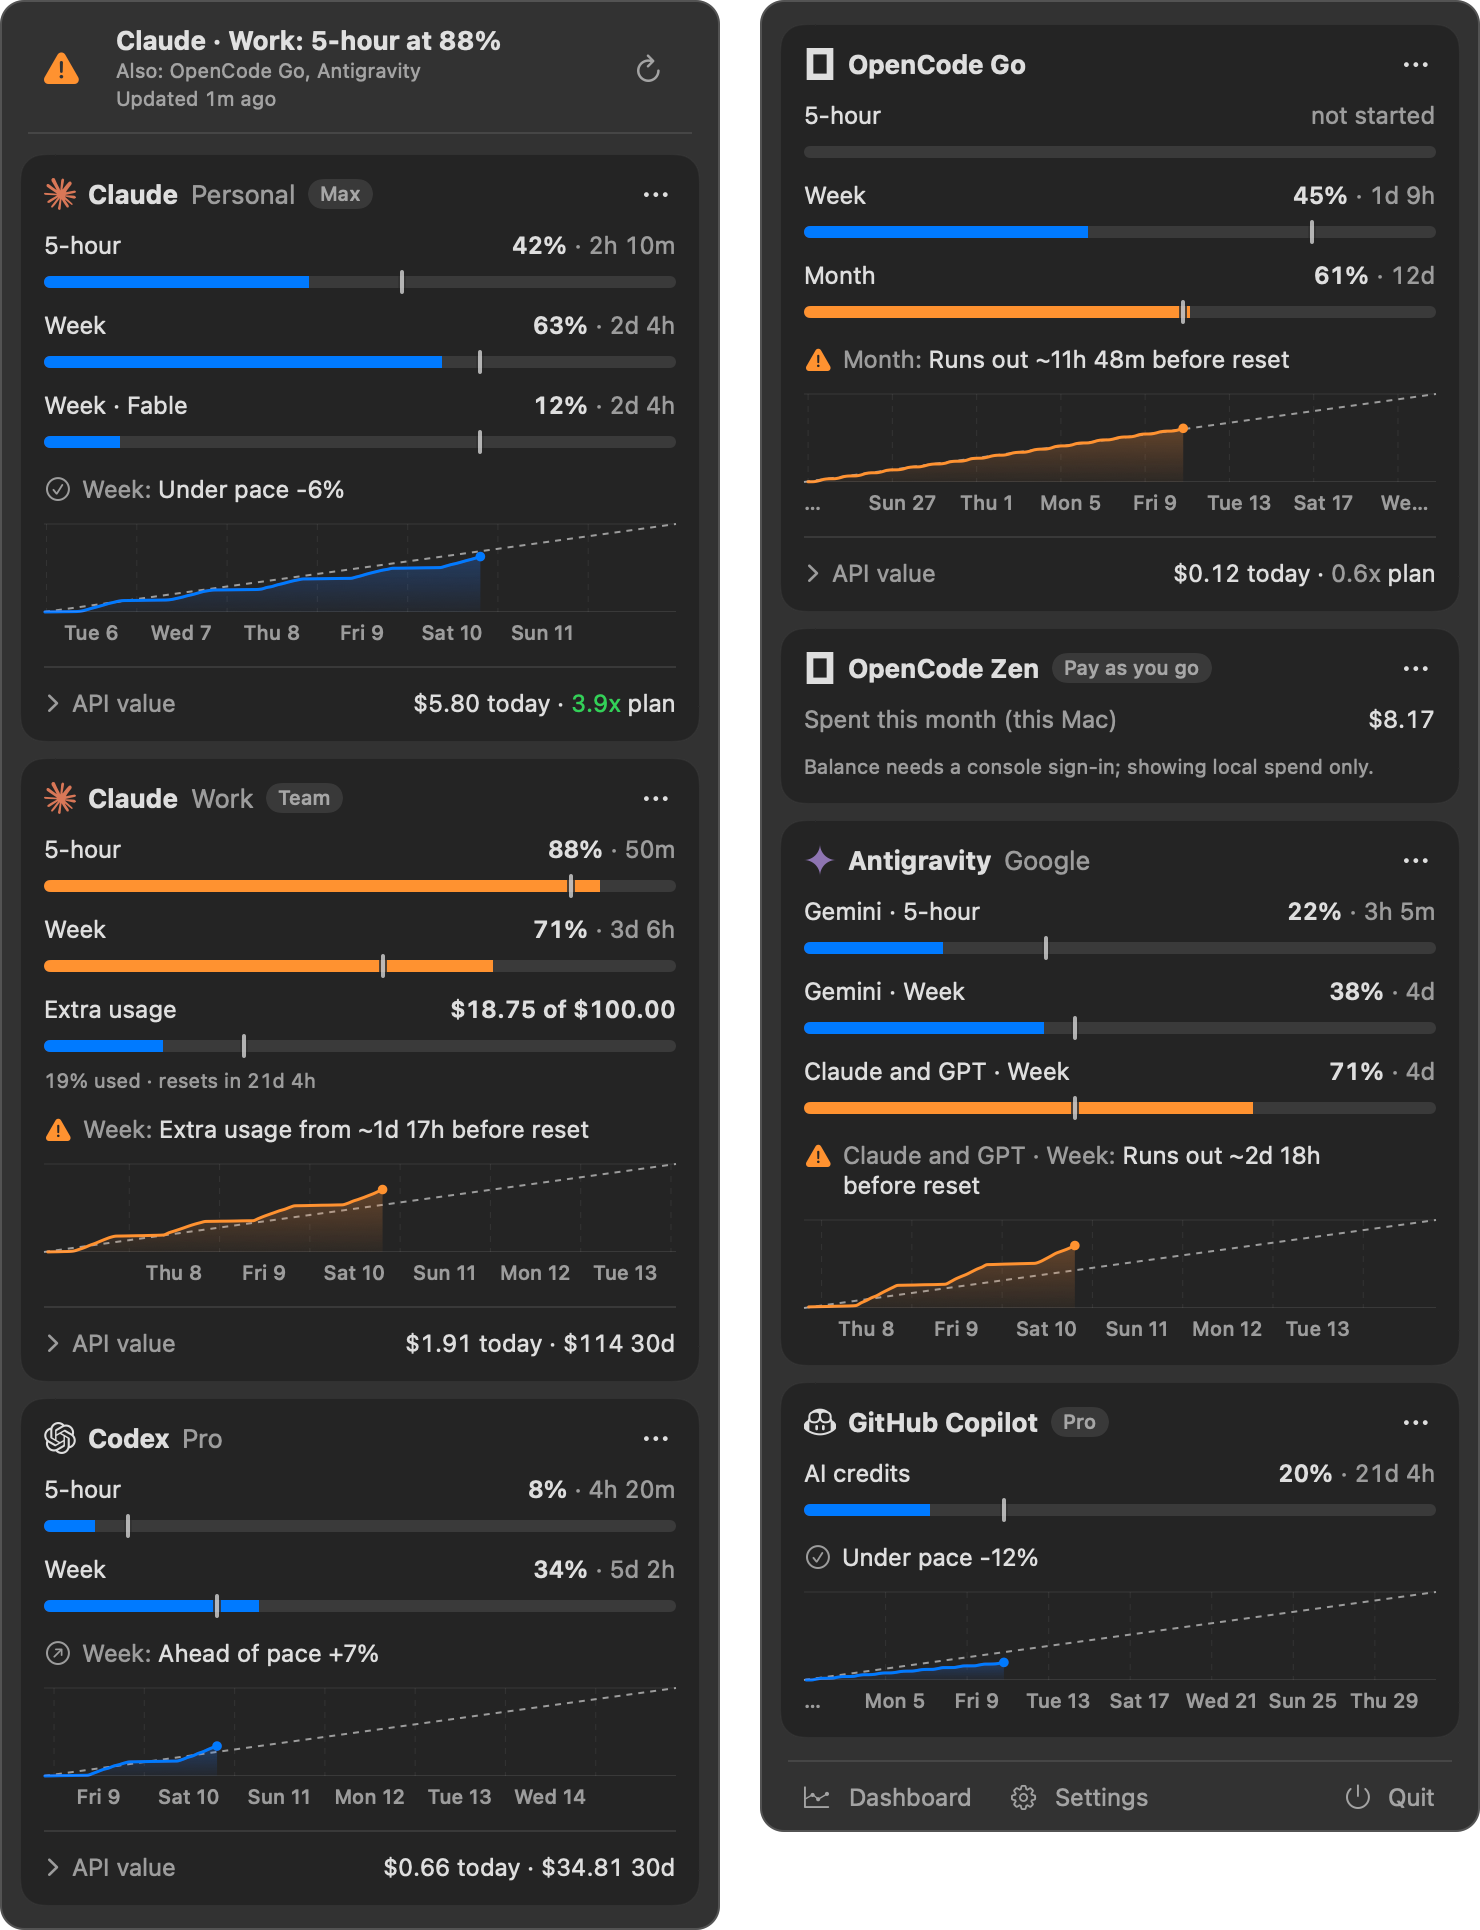 Claude · Work: 5-hour at 88%
Also: OpenCode Go, Antigravity
Updated 1m ago
Claude Personal Max
5-hour 42% · 2h 10m
Week 63% · 2d 4h
Week · Fable 12% · 2d 4h
Week: Under pace -6%
Tue 6 Wed 7 Thu 8 Fri 9 Sat 10 Sun 11
API value $5.80 today · 3.9x plan
Claude Work Team
5-hour 88% · 50m
Week 71% · 3d 6h
Extra usage $18.75 of $100.00
19% used · resets in 21d 4h
Week: Extra usage from ~1d 17h before reset
Thu 8 Fri 9 Sat 10 Sun 11 Mon 12 Tue 13
API value $1.91 today · $114 30d
Codex Pro
5-hour 8% · 4h 20m
Week 34% · 5d 2h
Week: Ahead of pace +7%
Fri 9 Sat 10 Sun 11 Mon 12 Tue 13 Wed 14
API value $0.66 today · $34.81 30d
OpenCode Go
5-hour not started
Week 45% · 1d 9h
Month 61% · 12d
Month: Runs out ~11h 48m before reset
... Sun 27 Thu 1 Mon 5 Fri 9 Tue 13 Sat 17 We...
API value $0.12 today · 0.6x plan
OpenCode Zen Pay as you go
Spent this month (this Mac) $8.17
Balance needs a console sign-in; showing local spend only.
Antigravity Google
Gemini · 5-hour 22% · 3h 5m
Gemini · Week 38% · 4d
Claude and GPT · Week 71% · 4d
Claude and GPT · Week: Runs out ~2d 18h
before reset
Thu 8 Fri 9 Sat 10 Sun 11 Mon 12 Tue 13
GitHub Copilot Pro
AI credits 20% · 21d 4h
Under pace -12%
... Mon 5 Fri 9 Tue 13 Sat 17 Wed 21 Sun 25 Thu 29
Dashboard Settings Quit